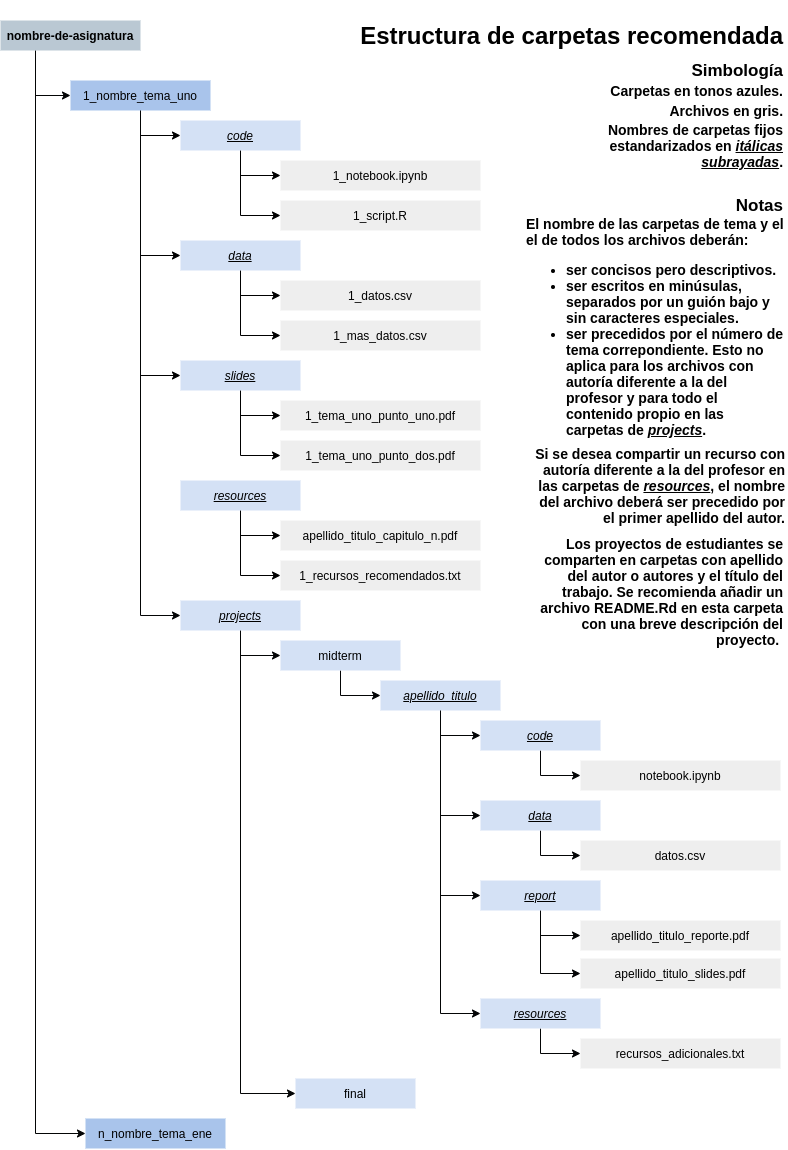 nombre-de-asignatura
Estructura de carpetas recomendada
Simbología
Carpetas en tonos azules.
Archivos en gris.
Nombres de carpetas fijos
estandarizados en itálicas
subrayadas.
Notas
El nombre de las carpetas de tema y el
el de todos los archivos deberán:
• ser concisos pero descriptivos.
• ser escritos en minúsulas,
separados por un guión bajo y
sin caracteres especiales.
• ser precedidos por el número de
tema correpondiente. Esto no
aplica para los archivos con
autoría diferente a la del
profesor y para todo el
contenido propio en las
carpetas de projects.
Si se desea compartir un recurso con
autoría diferente a la del profesor en
las carpetas de resources, el nombre
del archivo deberá ser precedido por
el primer apellido del autor.
Los proyectos de estudiantes se
comparten en carpetas con apellido
del autor o autores y el título del
trabajo. Se recomienda añadir un
archivo README.Rd en esta carpeta
con una breve descripción del
proyecto.
1_nombre_tema_uno
code
1_notebook.ipynb
1_script.R
data
1_datos.csv
1_mas_datos.csv
slides
1_tema_uno_punto_uno.pdf
1_tema_uno_punto_dos.pdf
resources
apellido_titulo_capitulo_n.pdf
1_recursos_recomendados.txt
projects
midterm
apellido_titulo
code
notebook.ipynb
data
datos.csv
report
apellido_titulo_reporte.pdf
apellido_titulo_slides.pdf
resources
recursos_adicionales.txt
final
n_nombre_tema_ene